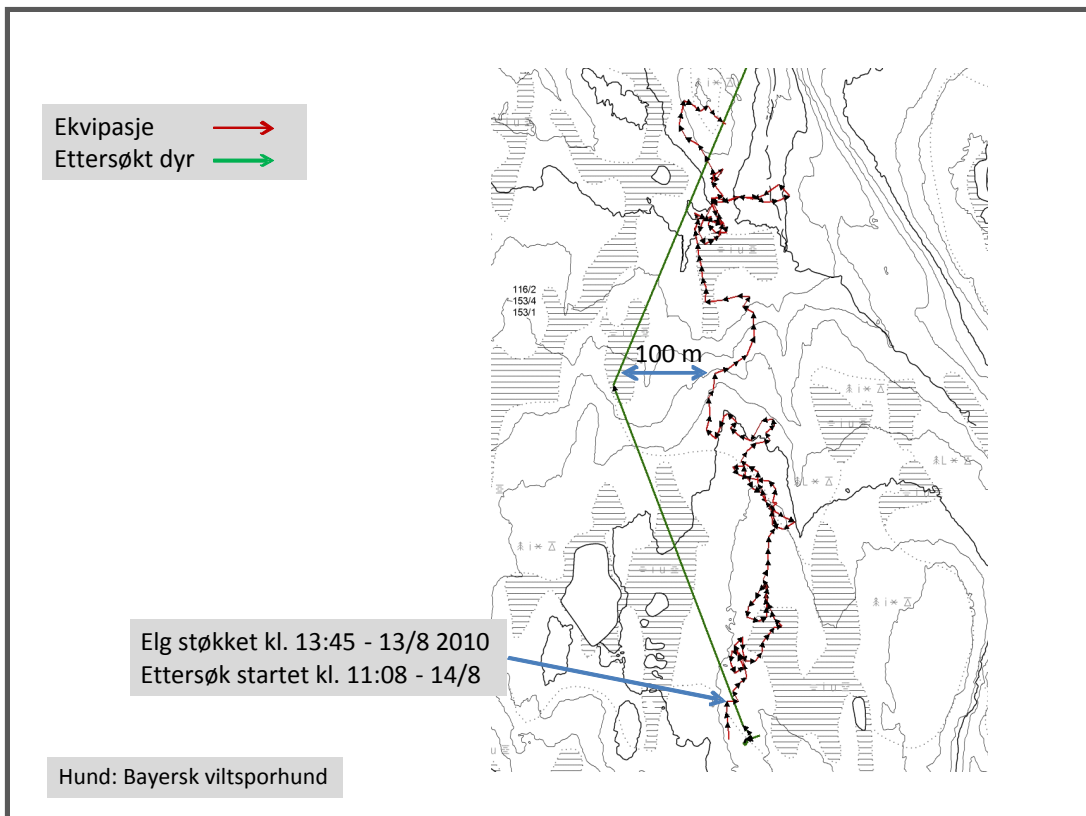 Ekvipasje
Ettersøkt dyr
116/2
153/4
153/1
100 m
Elg støkket kl. 13:45 - 13/8 2010
Ettersøk startet kl. 11:08 - 14/8
Hund: Bayersk viltsporhund